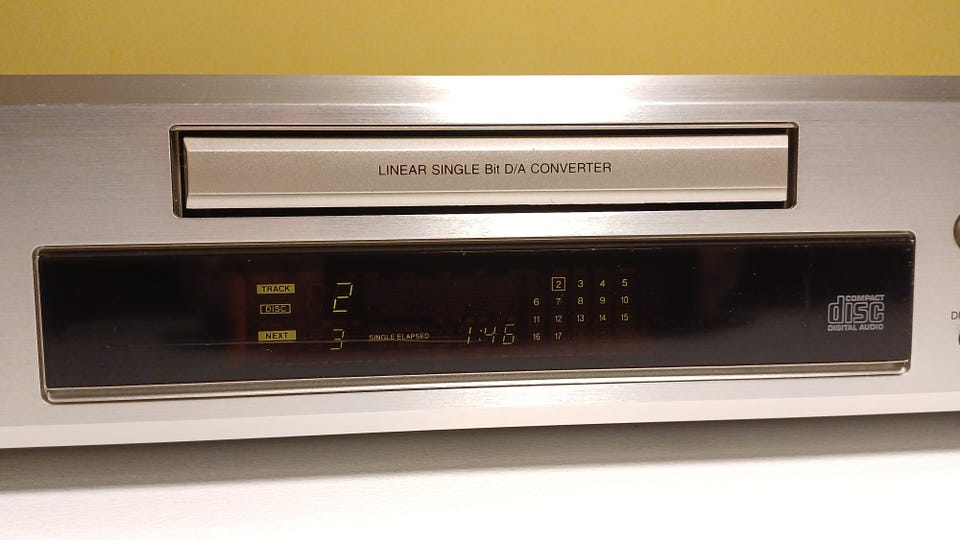 LINEAR SINGLE Bit D/A CONVERTER
TRACK 2
DISC
NEXT 3 SINGLE ELAPSED 1:46
2 3 4 5
6 7 8 9 10
11 12 13 14 15
16 17
COMPACT
disc
DIGITAL AUDIO